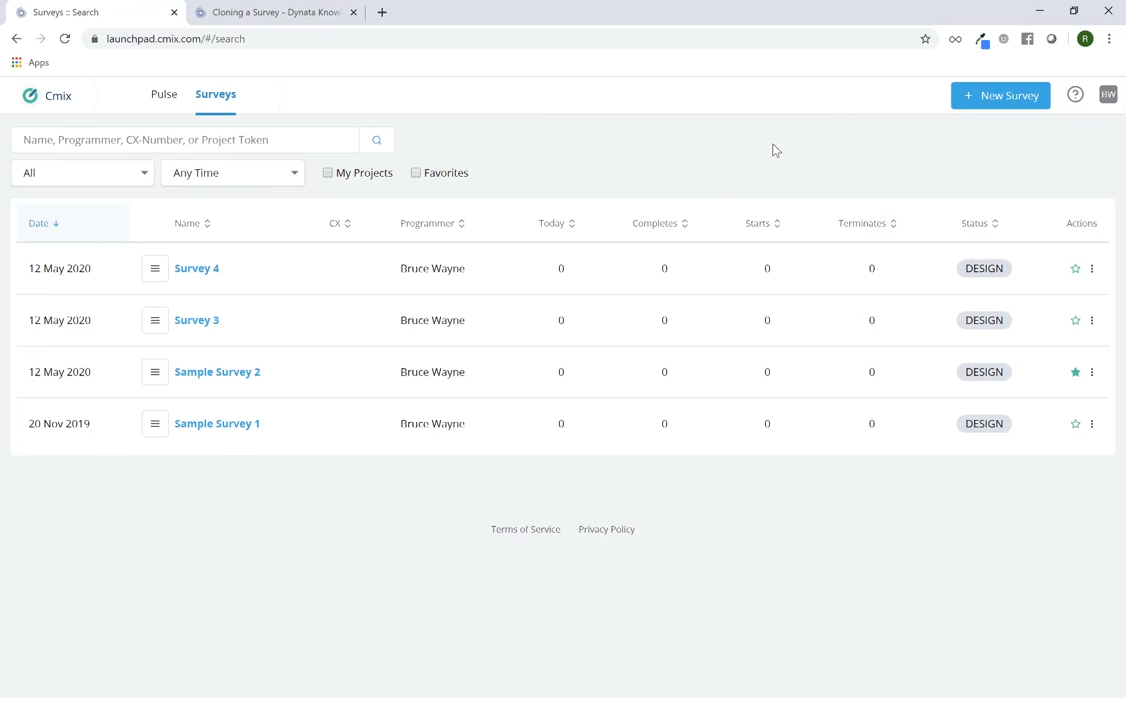 Surveys :: Search
Cloning a Survey - Dynata Knowl
launchpad.cmix.com/#/search
R
Apps
Cmix
Pulse
Surveys
+ New Survey
?
BW
Name, Programmer, CX-Number, or Project Token
All
Any Time
My Projects
Favorites
Date Name CX Programmer Today Completes Starts Terminates Status Actions
12 May 2020 Survey 4 Bruce Wayne 0 0 0 0 DESIGN
12 May 2020 Survey 3 Bruce Wayne 0 0 0 0 DESIGN
12 May 2020 Sample Survey 2 Bruce Wayne 0 0 0 0 DESIGN
20 Nov 2019 Sample Survey 1 Bruce Wayne 0 0 0 0 DESIGN
Terms of Service Privacy Policy